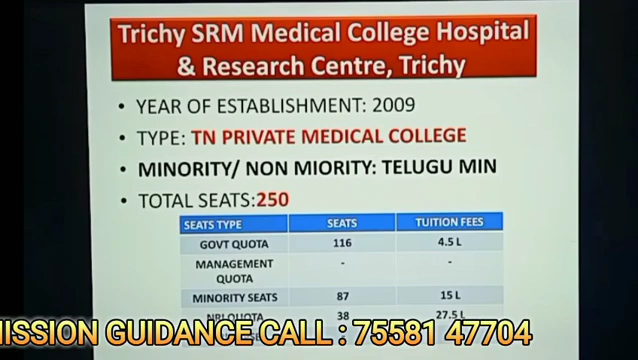 Trichy SRM Medical College Hospital
& Research Centre, Trichy
• YEAR OF ESTABLISHMENT: 2009
• TYPE: TN PRIVATE MEDICAL COLLEGE
• MINORITY/ NON MIORITY: TELUGU MIN
• TOTAL SEATS:250
SEATS TYPE SEATS TUITION FEES
GOVT QUOTA 116 4.5 L
MANAGEMENT QUOTA - -
MINORITY SEATS 87 15 L
NRI QUOTA 38 27.5 L
MISSION GUIDANCE CALL : 75581 47704